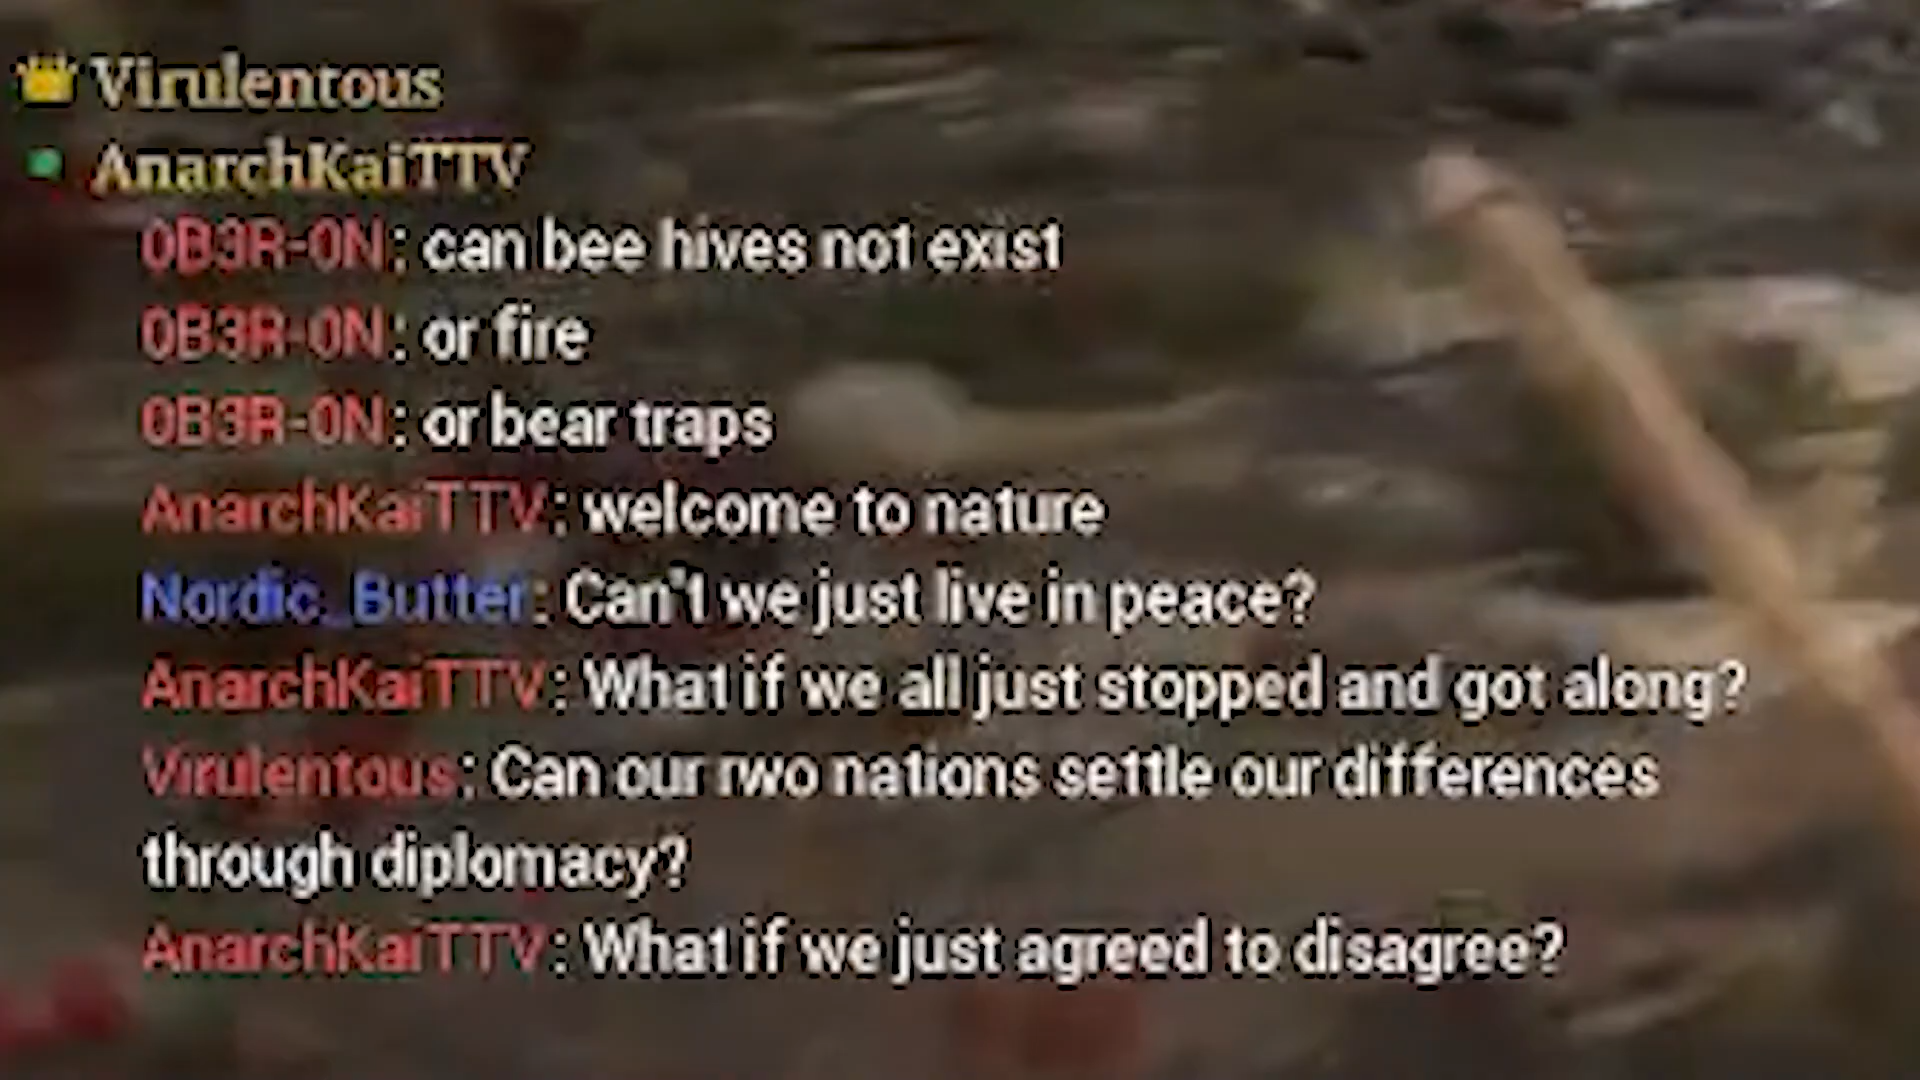 Virulentous
AnarchKaiTTV
0B3R-0N: can bee hives not exist
0B3R-0N: or fire
0B3R-0N: or bear traps
AnarchKaiTTV: welcome to nature
Nordic_Butter: Can't we just live in peace?
AnarchKaiTTV: What if we all just stopped and got along?
Virulentous: Can our rwo nations settle our differences
through diplomacy?
AnarchKaiTTV: What if we just agreed to disagree?